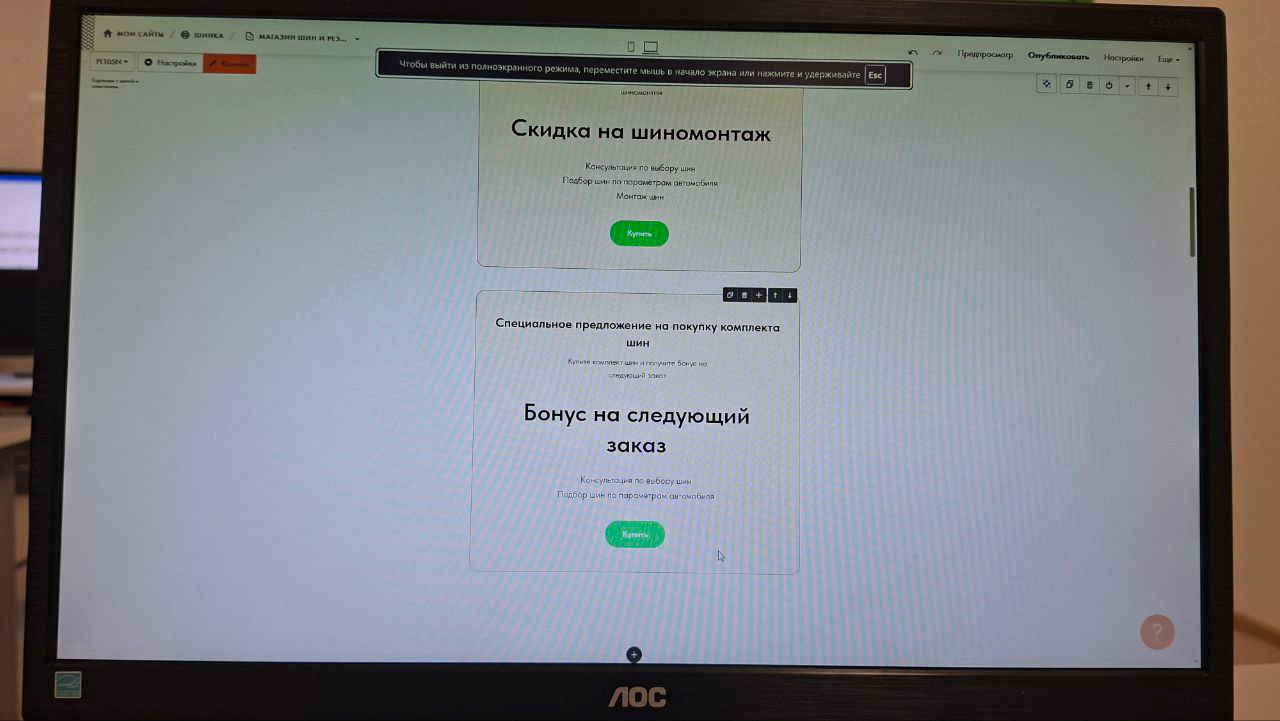 МОИ САЙТЫ / ШИНКА / МАГАЗИН ШИН И РЕЗ...
PL105N Настройки Контент
Предпросмотр Опубликовать Настройки Еще
Чтобы выйти из полноэкранного режима, переместите мышь в начало экрана или нажмите и удерживайте Esc
шиномонтаж
Скидка на шиномонтаж
Консультация по выбору шин
Подбор шин по параметрам автомобиля
Монтаж шин
Купить
Специальное предложение на покупку комплекта
шин
Купите комплект шин и получите бонус на
следующий заказ
Бонус на следующий
заказ
Консультация по выбору шин
Подбор шин по параметрам автомобиля
Купить
?
AOC